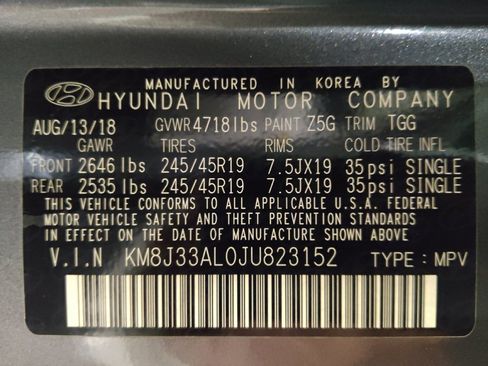 MANUFACTURED IN KOREA BY
HYUNDAI MOTOR COMPANY
AUG/13/18 GVWR 4718lbs PAINT Z5G TRIM TGG
GAWR TIRES RIMS COLD TIRE INFL
FRONT 2646 lbs 245/45R19 7.5JX19 35psi SINGLE
REAR 2535 lbs 245/45R19 7.5JX19 35psi SINGLE
THIS VEHICLE CONFORMS TO ALL APPLICABLE U.S.A. FEDERAL
MOTOR VEHICLE SAFETY AND THEFT PREVENTION STANDARDS
IN EFFECT ON THE DATE OF MANUFACTURE SHOWN ABOVE.
V.I.N KM8J33AL0JU823152 TYPE : MPV